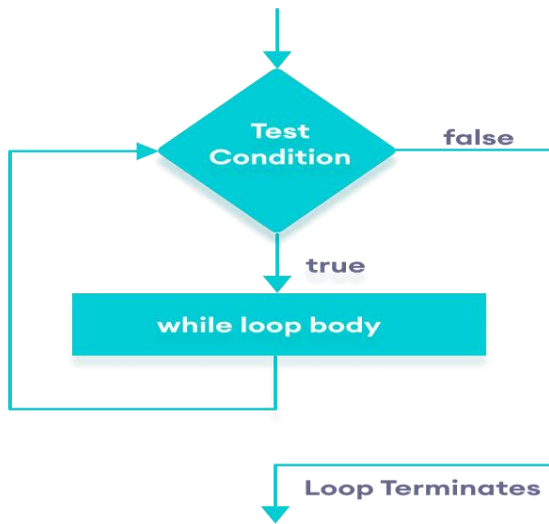 Test
Condition
false
true
while loop body
Loop Terminates